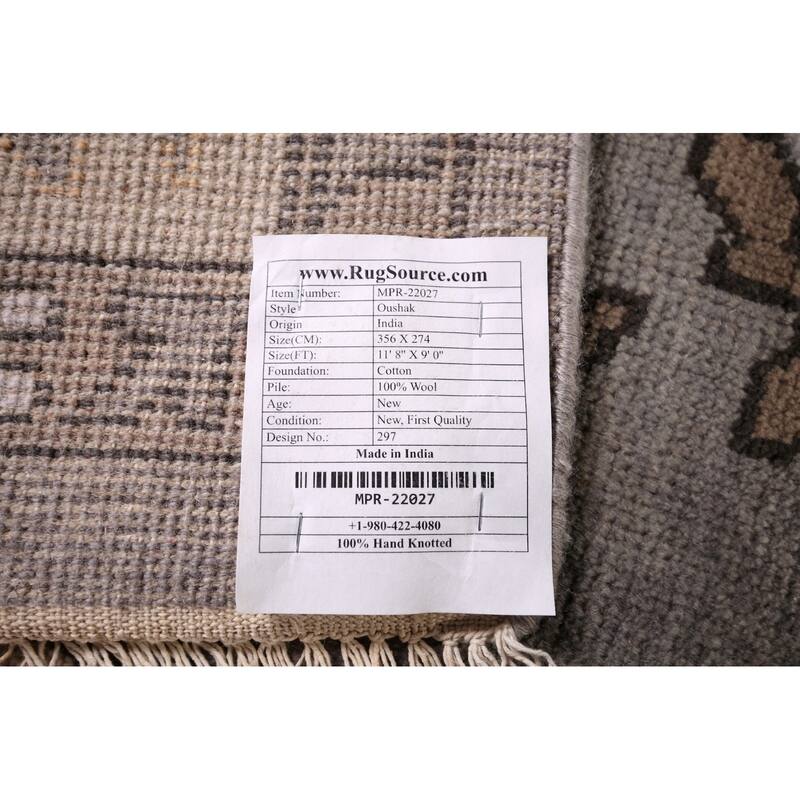 www.RugSource.com
Item Number: MPR-22027
Style Oushak
Origin India
Size(CM): 356 X 274
Size(FT): 11' 8" X 9' 0"
Foundation: Cotton
Pile: 100% Wool
Age: New
Condition: New, First Quality
Design No.: 297
Made in India
MPR-22027
+1-980-422-4080
100% Hand Knotted